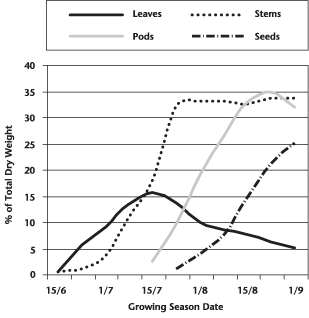 Leaves Stems
Pods Seeds
40
35
30
25
20
15
10
5
0
% of Total Dry Weight
15/6 1/7 15/7 1/8 15/8 1/9
Growing Season Date